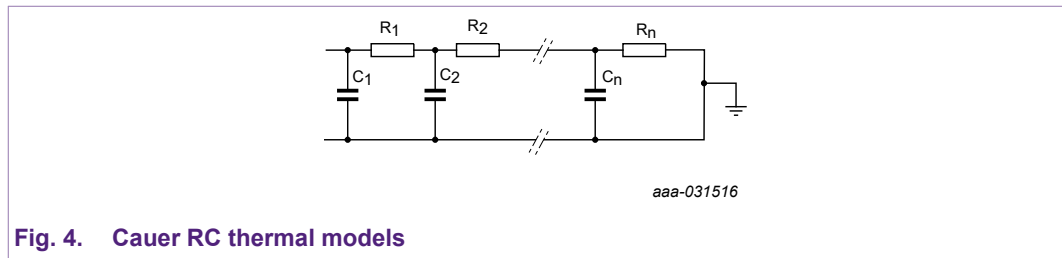 R1 R2 Rn
C1 C2 Cn
aaa-031516
Fig. 4. Cauer RC thermal models